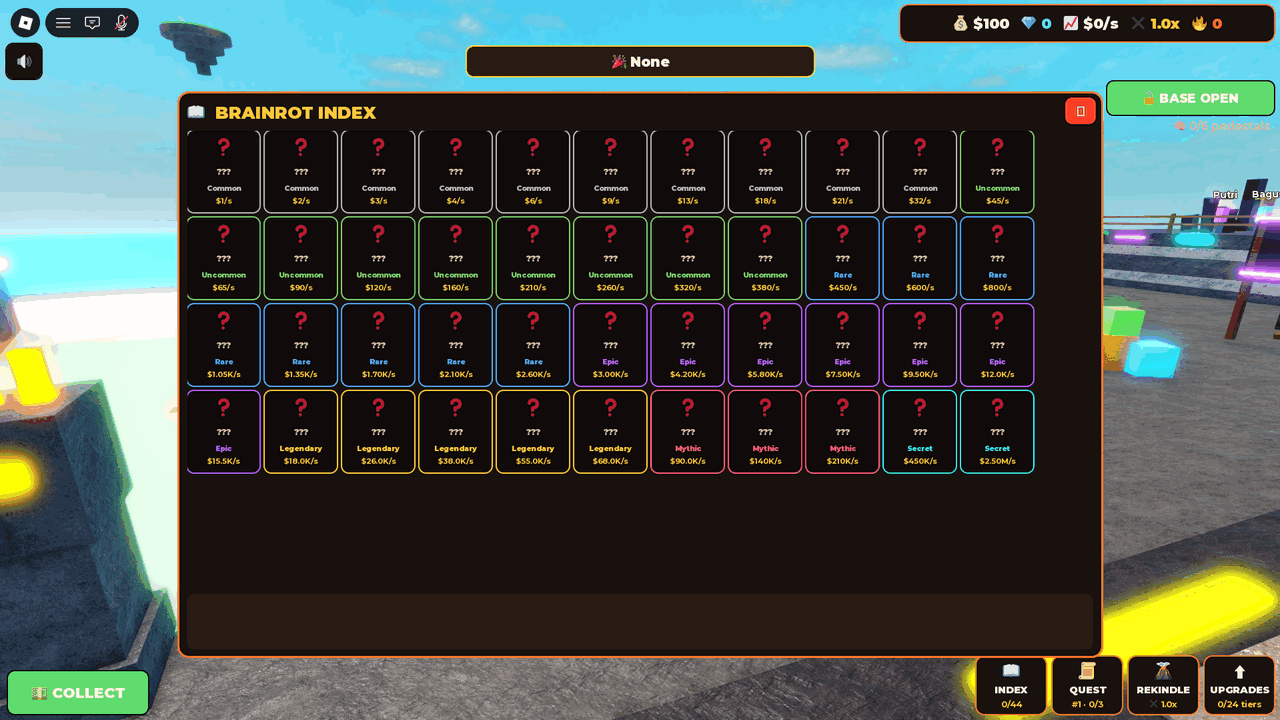 $100 0 $0/s 1.0x 0
None
BASE OPEN
0/6 pedestals
BRAINROT INDEX
? ? ? ? ? ? ? ? ? ? ?
??? ??? ??? ??? ??? ??? ??? ??? ??? ??? ???
Common Common Common Common Common Common Common Common Common Common Uncommon
$1/s $2/s $3/s $4/s $6/s $9/s $13/s $18/s $21/s $32/s $45/s
Putri Bagu
? ? ? ? ? ? ? ? ? ? ?
??? ??? ??? ??? ??? ??? ??? ??? ??? ??? ???
Uncommon Uncommon Uncommon Uncommon Uncommon Uncommon Uncommon Uncommon Rare Rare Rare
$65/s $90/s $120/s $160/s $210/s $260/s $320/s $380/s $450/s $600/s $800/s
? ? ? ? ? ? ? ? ? ? ?
??? ??? ??? ??? ??? ??? ??? ??? ??? ??? ???
Rare Rare Rare Rare Rare Epic Epic Epic Epic Epic Epic
$1.05K/s $1.35K/s $1.70K/s $2.10K/s $2.60K/s $3.00K/s $4.20K/s $5.80K/s $7.50K/s $9.50K/s $12.0K/s
? ? ? ? ? ? ? ? ? ? ?
??? ??? ??? ??? ??? ??? ??? ??? ??? ??? ???
Epic Legendary Legendary Legendary Legendary Legendary Mythic Mythic Mythic Secret Secret
$15.5K/s $18.0K/s $26.0K/s $38.0K/s $55.0K/s $68.0K/s $90.0K/s $140K/s $210K/s $450K/s $2.50M/s
COLLECT
INDEX QUEST REKINDLE UPGRADES
0/44 #1 · 0/3 1.0x 0/24 tiers